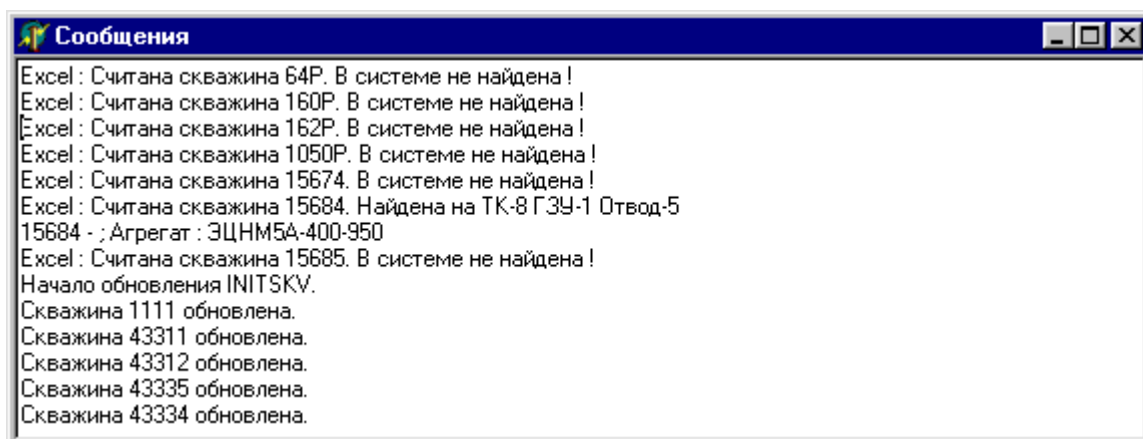 Сообщения
Excel : Считана скважина 64Р. В системе не найдена !
Excel : Считана скважина 160Р. В системе не найдена !
Excel : Считана скважина 162Р. В системе не найдена !
Excel : Считана скважина 1050Р. В системе не найдена !
Excel : Считана скважина 15674. В системе не найдена !
Excel : Считана скважина 15684. Найдена на ТК-8 ГЗУ-1 Отвод-5
15684 - ; Агрегат : ЭЦНМ5А-400-950
Excel : Считана скважина 15685. В системе не найдена !
Начало обновления INITSKV.
Скважина 1111 обновлена.
Скважина 43311 обновлена.
Скважина 43312 обновлена.
Скважина 43335 обновлена.
Скважина 43334 обновлена.